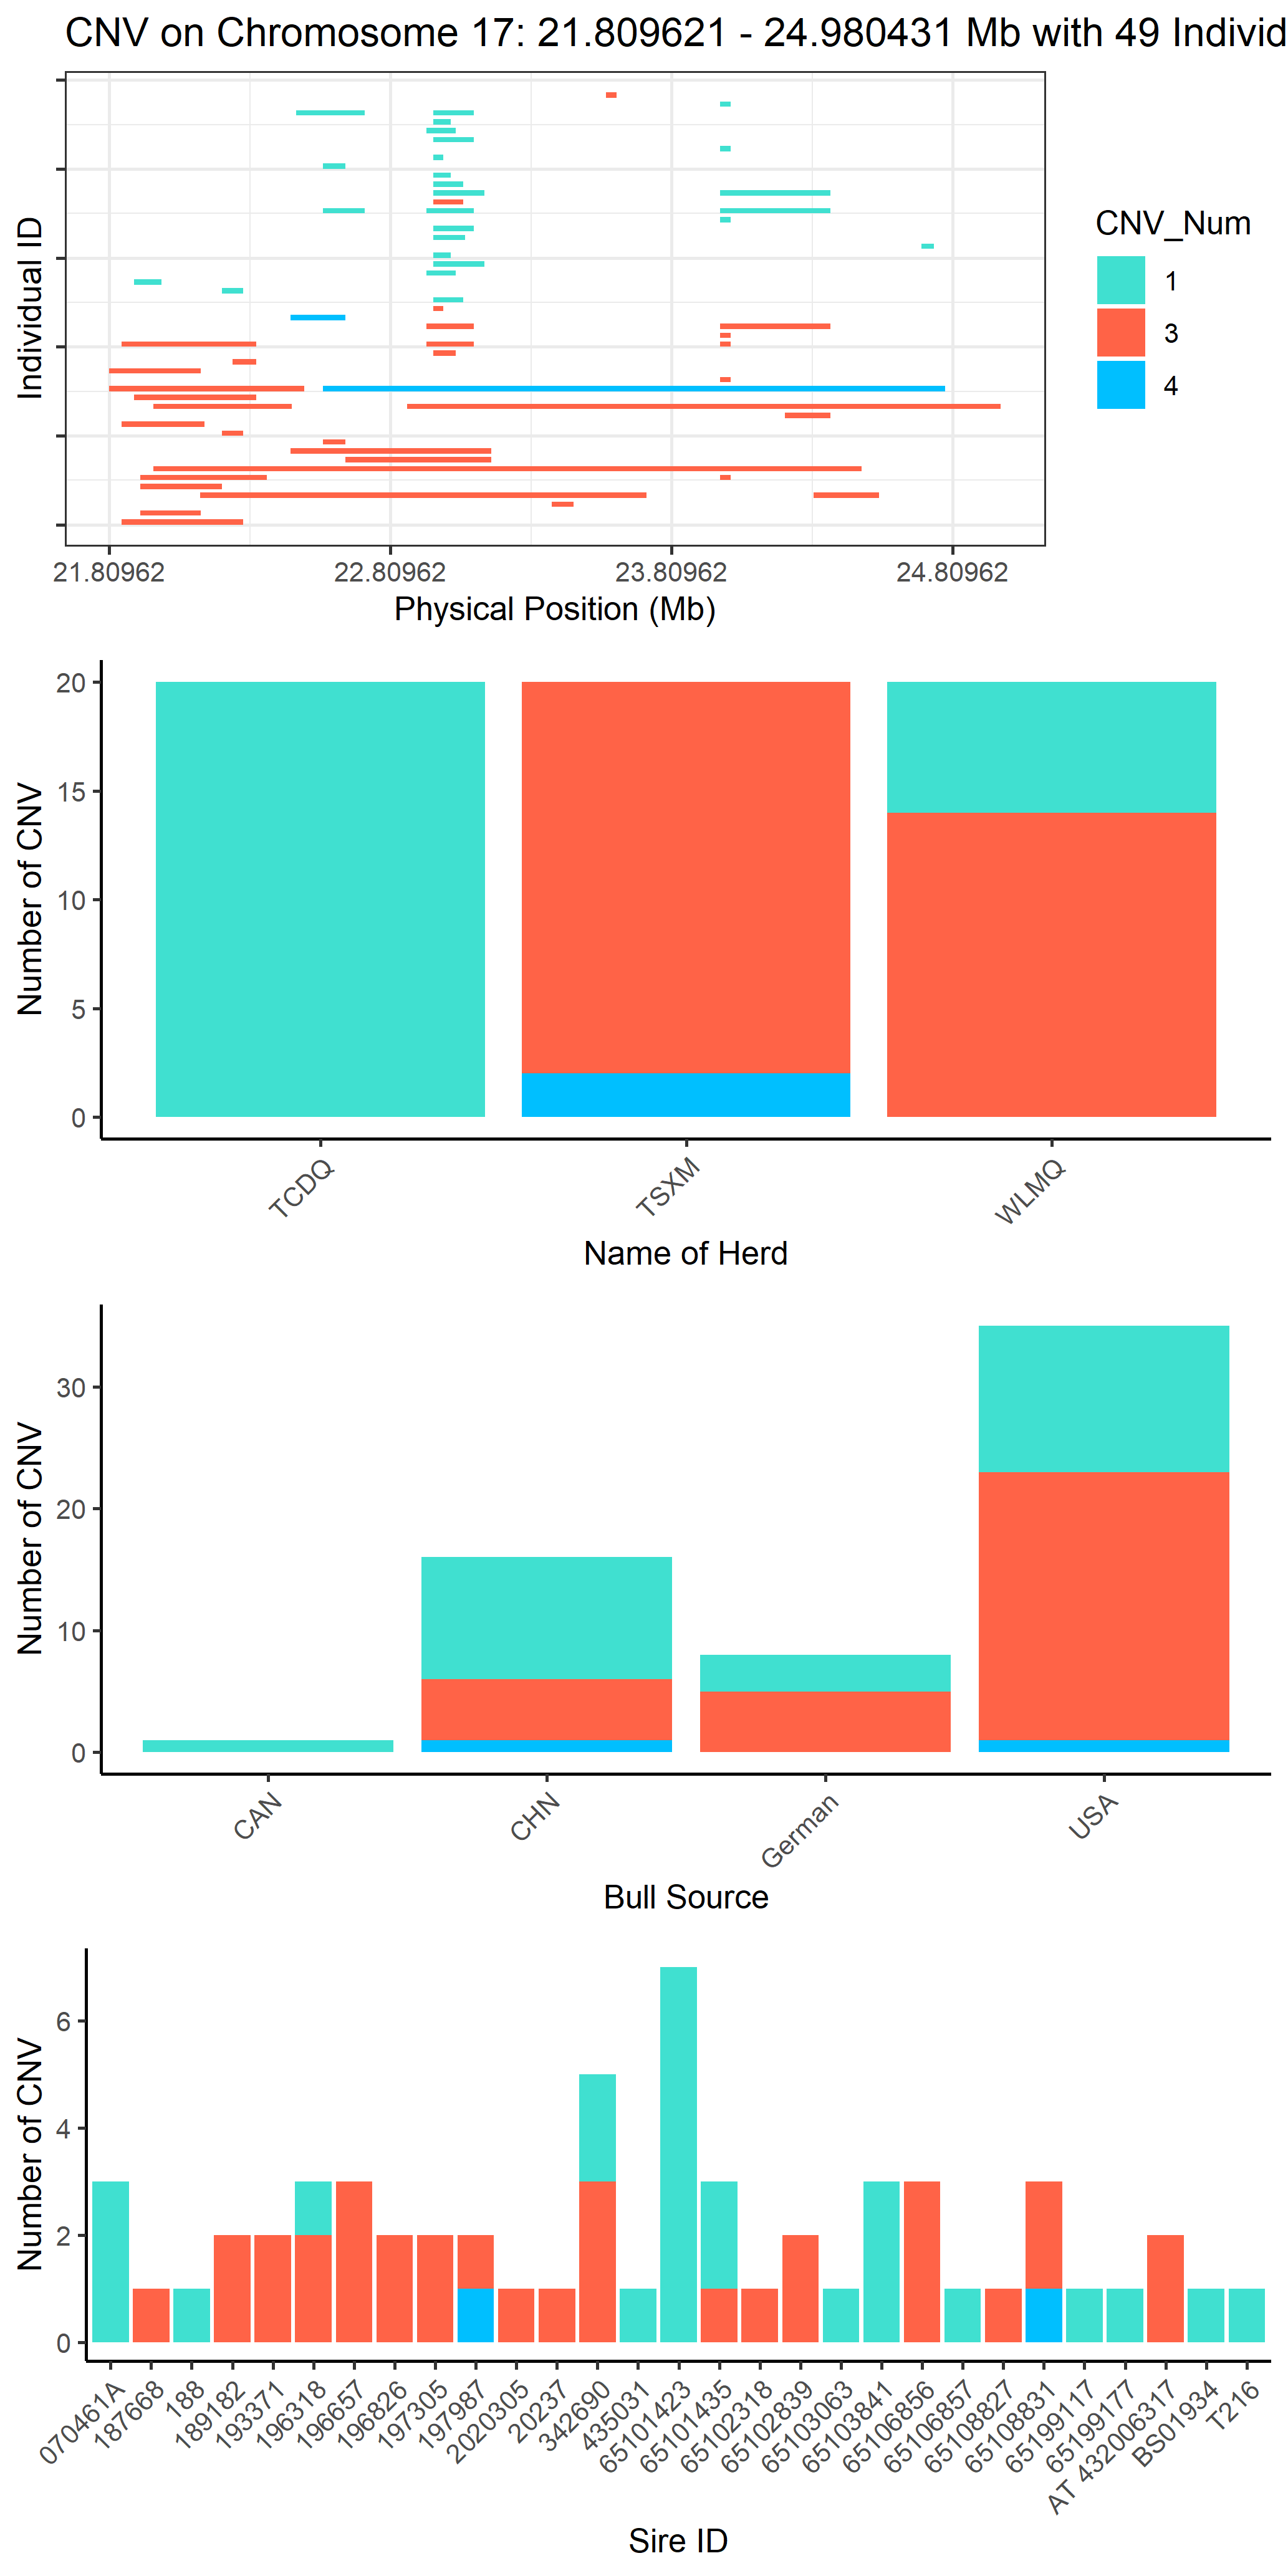 CNV on Chromosome 17: 21.809621 - 24.980431 Mb with 49 Individ
Individual ID
21.80962 22.80962 23.80962 24.80962
Physical Position (Mb)
CNV_Num
1
3
4
Number of CNV
20
15
10
5
0
TCDQ TSXM WLMQ
Name of Herd
Number of CNV
30
20
10
0
CAN CHN German USA
Bull Source
Number of CNV
6
4
2
0
070461A 187668 188 189182 193371 196318 196657 196826 197305 197987 2020305 20237 342690 435031 65101423 65101435 65102318 65102839 65103063 65103841 65106856 65106857 65108827 65108831 65199117 65199177 AT 432006317 BS01934 T216
Sire ID